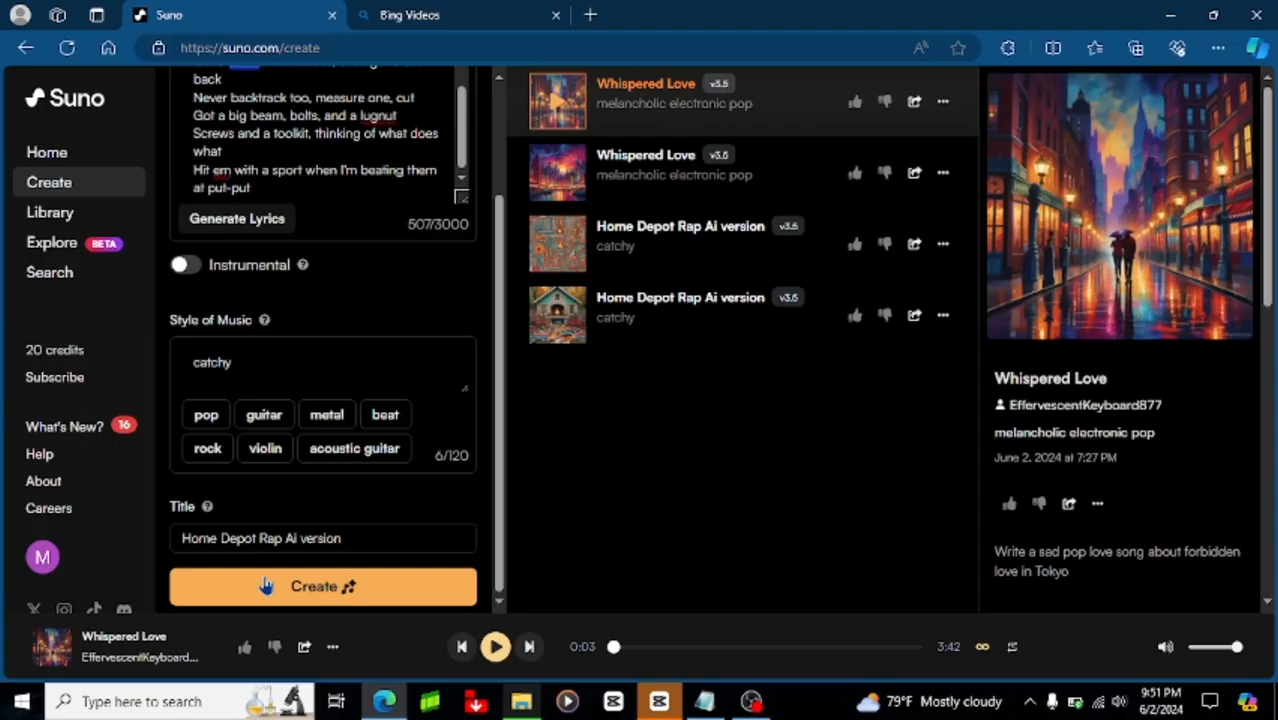 Suno
Bing Videos
https://suno.com/create
Suno
Home
Create
Library
Explore BETA
Search
20 credits
Subscribe
What's New? 16
Help
About
Careers
M
back
Never backtrack too, measure one, cut
Got a big beam, bolts, and a lugnut
Screws and a toolkit, thinking of what does
what
Hit em with a sport when I'm beating them
at put-put
Generate Lyrics
507/3000
Instrumental
Style of Music
catchy
pop guitar metal beat
rock violin acoustic guitar
6/120
Title
Home Depot Rap Ai version
Create
Whispered Love v3.5
melancholic electronic pop
Whispered Love v3.5
melancholic electronic pop
Home Depot Rap Ai version v3.5
catchy
Home Depot Rap Ai version v3.5
catchy
Whispered Love
EffervescentKeyboard877
melancholic electronic pop
June 2, 2024 at 7:27 PM
Write a sad pop love song about forbidden
love in Tokyo
Whispered Love
EffervescentKeyboard...
0:03
3:42
Type here to search
79°F Mostly cloudy
9:51 PM
6/2/2024